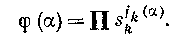 φ (α) = ∏ s_k^{j_k (α)}.